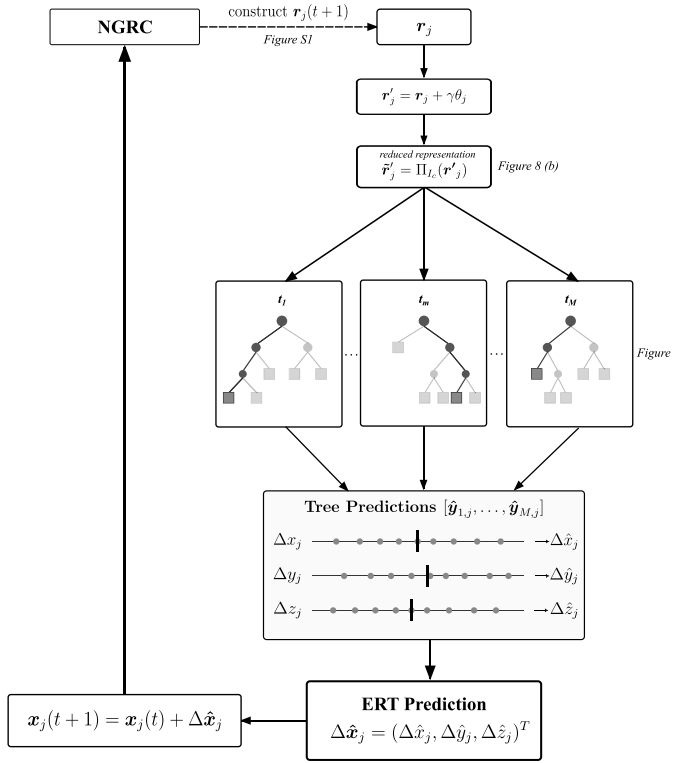 NGRC
construct r_j(t+1)
Figure S1
r_j
r′_j = r_j + γθ_j
reduced representation
r̃′_j = Π_{I_c}(r′_j)
Figure 8 (b)
t_1
t_m
t_M
...
...
Figure
Tree Predictions [ŷ_{1,j}, . . . , ŷ_{M,j}]
Δx_j → Δx̂_j
Δy_j → Δŷ_j
Δz_j → Δẑ_j
ERT Prediction
Δx̂_j = (Δx̂_j, Δŷ_j, Δẑ_j)^T
x_j(t+1) = x_j(t) + Δx̂_j